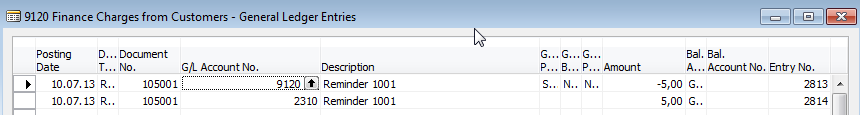 9120 Finance Charges from Customers - General Ledger Entries
Posting Date D... T... Document No. G/L Account No. Description G... P... G... B... G... P... Amount Bal. A... Bal. Account No. Entry No.
10.07.13 R... 105001 9120 Reminder 1001 S... N... N... -5,00 G... 2813
10.07.13 R... 105001 2310 Reminder 1001 5,00 G... 2814